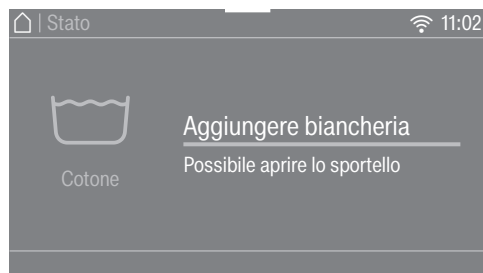 | Stato
11:02
Aggiungere biancheria
Possibile aprire lo sportello
Cotone